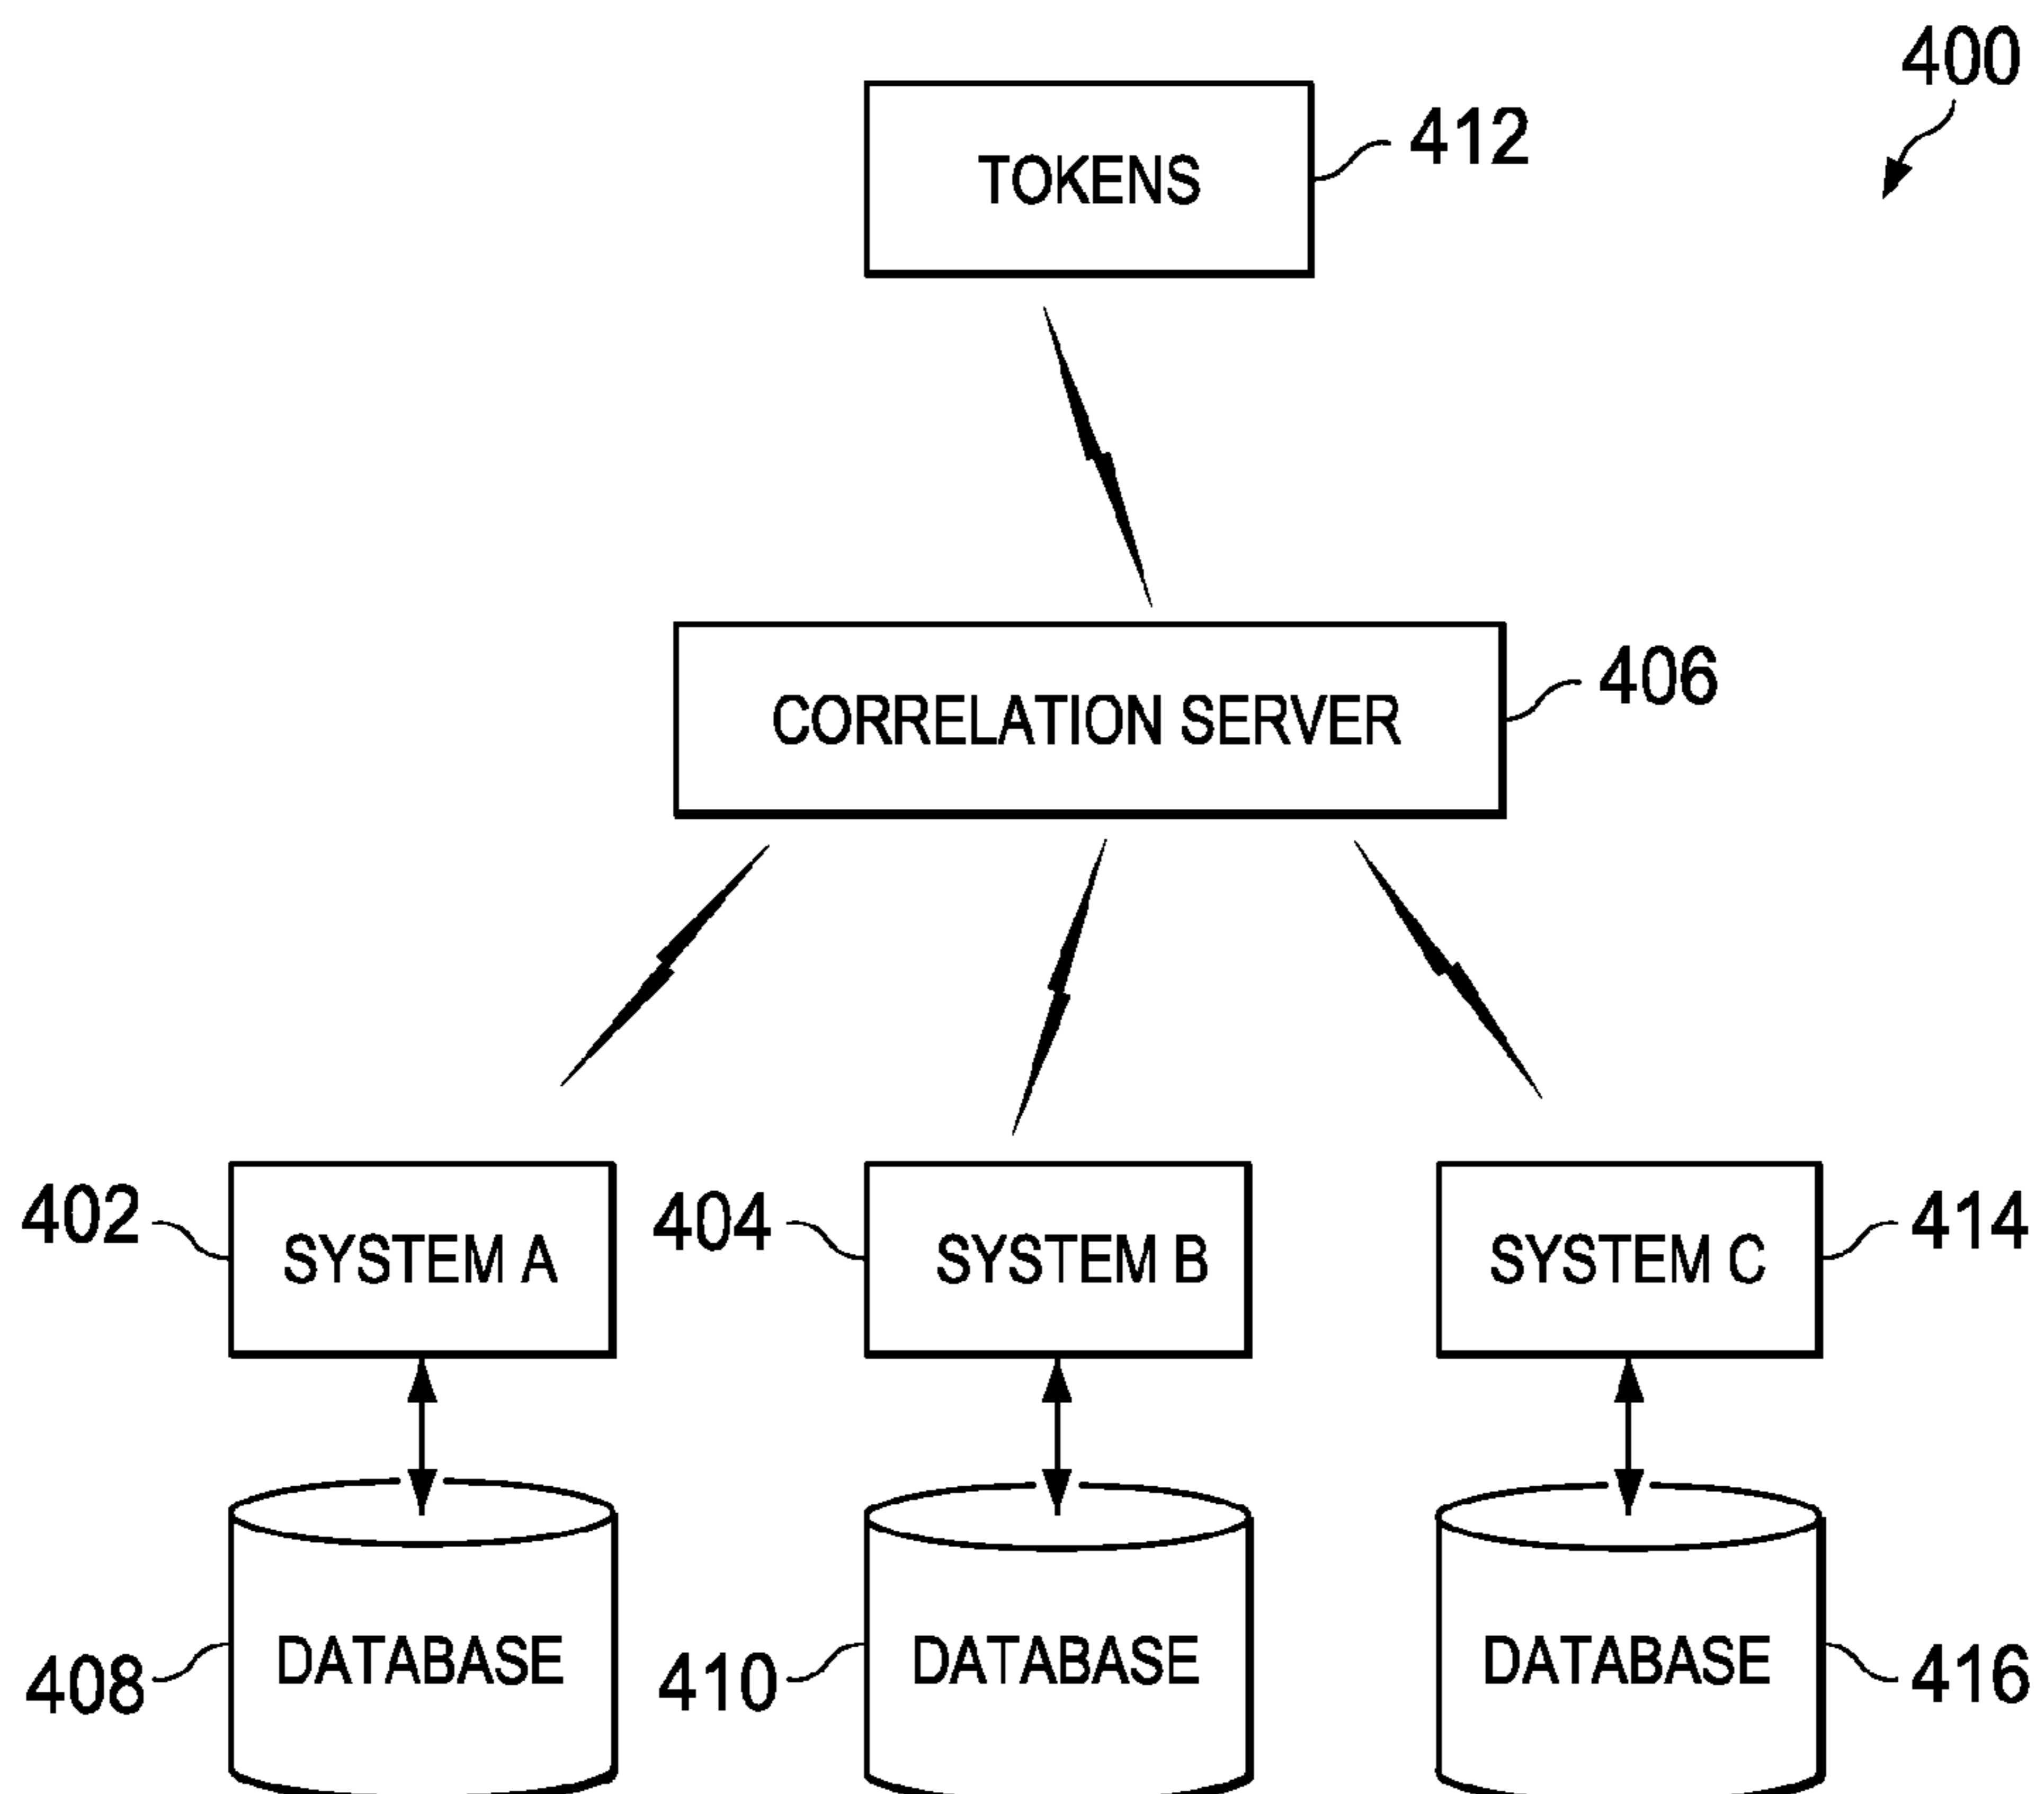 400
TOKENS
412
CORRELATION SERVER
406
402
SYSTEM A
404
SYSTEM B
SYSTEM C
414
408
DATABASE
410
DATABASE
DATABASE
416